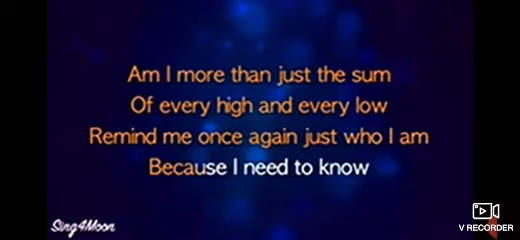 Am I more than just the sum
Of every high and every low
Remind me once again just who I am
Because I need to know
Sing4Moon
V RECORDER